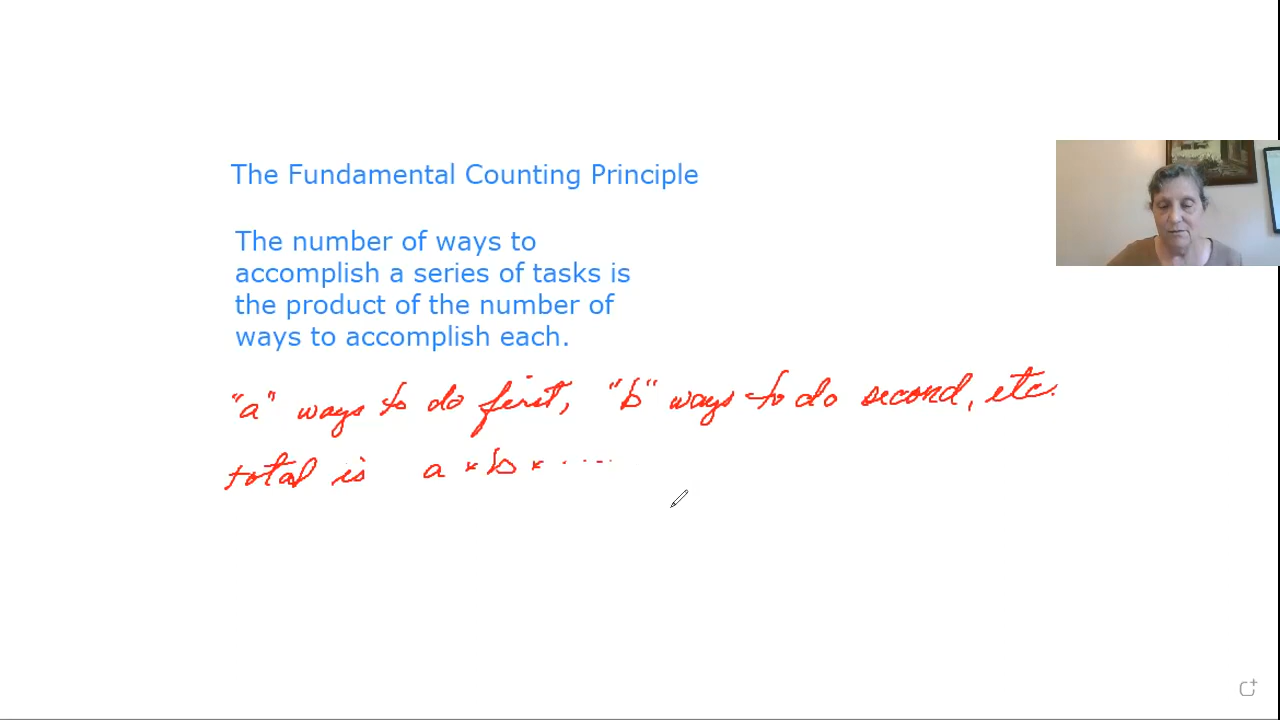 The Fundamental Counting Principle
The number of ways to
accomplish a series of tasks is
the product of the number of
ways to accomplish each.
"a" ways to do first, "b" ways to do second, etc.
total is a × b × .....